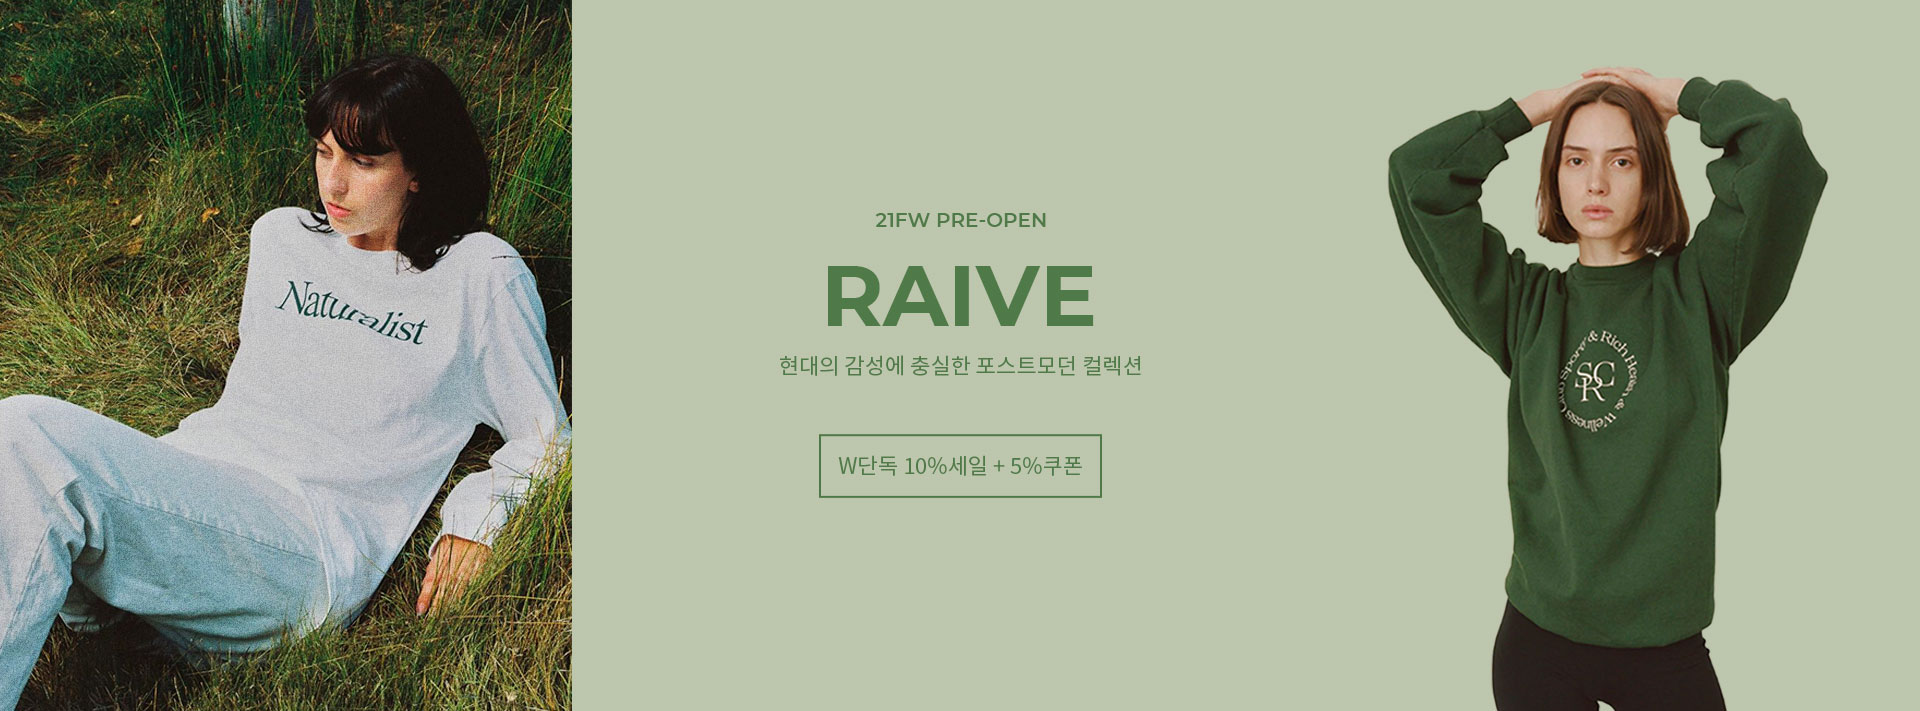 Naturalist
21FW PRE-OPEN
RAIVE
현대의 감성에 충실한 포스트모던 컬렉션
W단독 10%세일 + 5%쿠폰
Sporty & Rich Health & Wellness Club
SRC